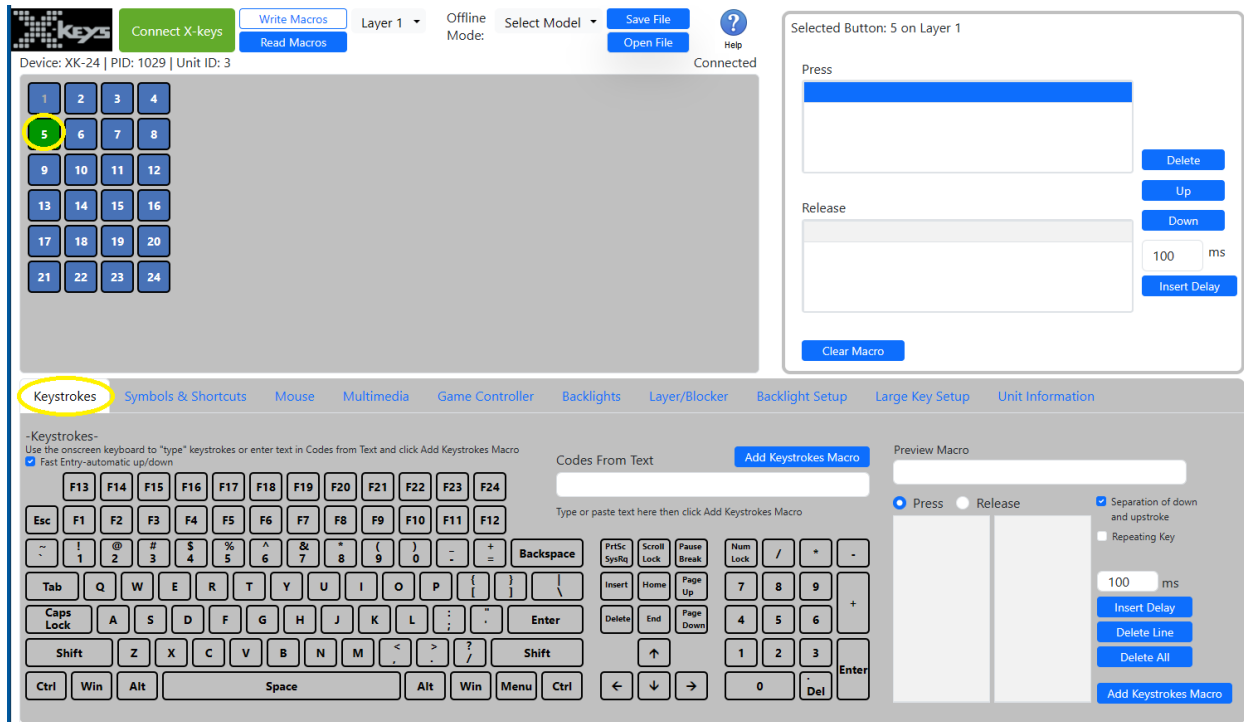 X KEYS
Connect X-keys
Write Macros
Read Macros
Layer 1
Offline
Mode:
Select Model
Save File
Open File
?
Help
Device: XK-24 | PID: 1029 | Unit ID: 3
Connected
1 2 3 4
5 6 7 8
9 10 11 12
13 14 15 16
17 18 19 20
21 22 23 24
Selected Button: 5 on Layer 1
Press
Release
Delete
Up
Down
100 ms
Insert Delay
Clear Macro
Keystrokes Symbols & Shortcuts Mouse Multimedia Game Controller Backlights Layer/Blocker Backlight Setup Large Key Setup Unit Information
-Keystrokes-
Use the onscreen keyboard to "type" keystrokes or enter text in Codes from Text and click Add Keystrokes Macro
Fast Entry-automatic up/down
F13 F14 F15 F16 F17 F18 F19 F20 F21 F22 F23 F24
Esc F1 F2 F3 F4 F5 F6 F7 F8 F9 F10 F11 F12
~ ! @ # $ % ^ & * ( ) _ +
` 1 2 3 4 5 6 7 8 9 0 - = Backspace
Tab Q W E R T Y U I O P { [ } ] | \
Caps Lock A S D F G H J K L : ; " ' Enter
Shift Z X C V B N M < , > . ? / Shift
Ctrl Win Alt Space Alt Win Menu Ctrl
Codes From Text
Add Keystrokes Macro
Type or paste text here then click Add Keystrokes Macro
PrtSc SysRq Scroll Lock Pause Break
Insert Home Page Up
Delete End Page Down
↑
← ↓ →
Num Lock / * -
7 8 9 +
4 5 6
1 2 3 Enter
0 . Del
Preview Macro
Press Release
Separation of down
and upstroke
Repeating Key
100 ms
Insert Delay
Delete Line
Delete All
Add Keystrokes Macro